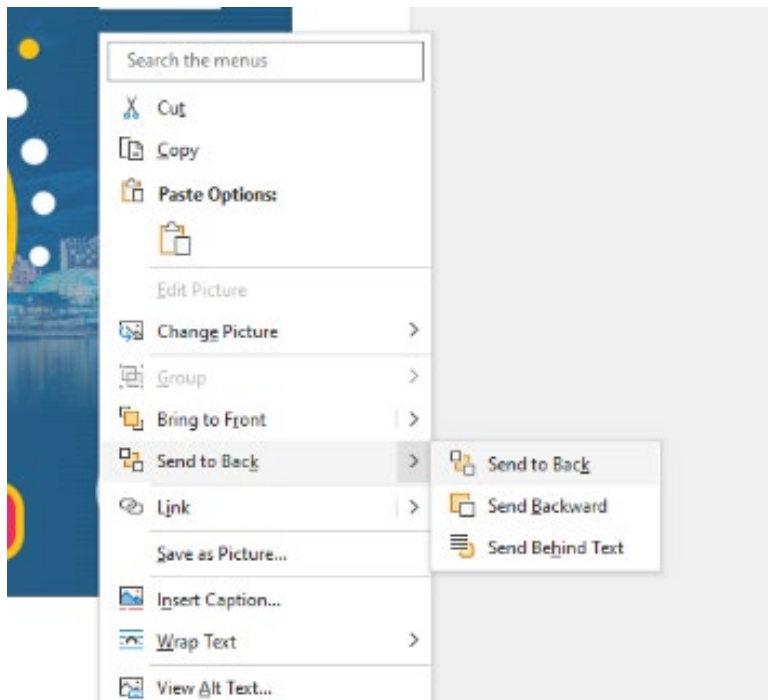 Search the menus
Cut
Copy
Paste Options:
Edit Picture
Change Picture
Group
Bring to Front
Send to Back
Send to Back
Link
Send Backward
Save as Picture...
Send Behind Text
Insert Caption...
Wrap Text
View Alt Text...